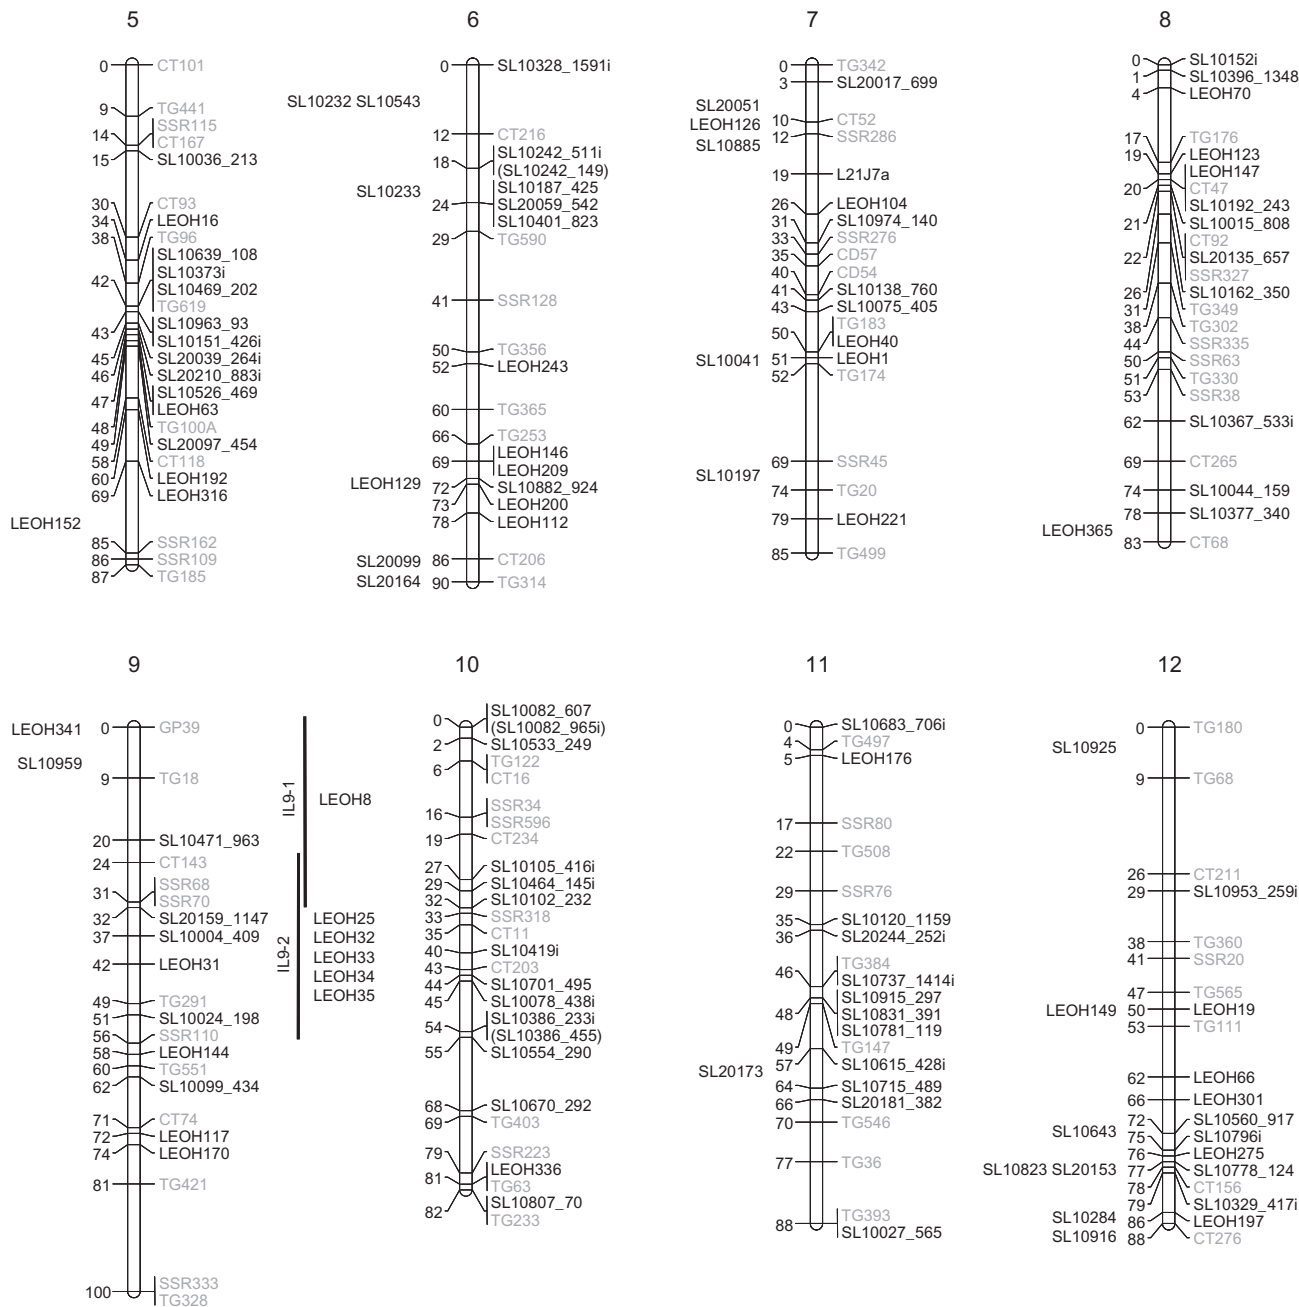 5
0 CT101
9 TG441
SSR115
14 CT167
15 SL10036_213
30 CT93
34 LEOH16
38 TG96
SL10639_108
SL10373i
42 SL10469_202
TG619
SL10963_93
43 SL10151_426i
45 SL20039_264i
46 SL20210_883i
SL10526_469
47 LEOH63
48 TG100A
49 SL20097_454
58 CT118
60 LEOH192
69 LEOH316
LEOH152
85 SSR162
86 SSR109
87 TG185
6
0 SL10328_1591i
SL10232 SL10543
12 CT216
SL10242_511i
18 (SL10242_149)
SL10233 SL10187_425
24 SL20059_542
SL10401_823
29 TG590
41 SSR128
50 TG356
52 LEOH243
60 TG365
66 TG253
LEOH146
69 LEOH209
LEOH129 72 SL10882_924
73 LEOH200
78 LEOH112
SL20099 86 CT206
SL20164 90 TG314
7
0 TG342
3 SL20017_699
SL20051
10 CT52
LEOH126
12 SSR286
SL10885
19 L21J7a
26 LEOH104
31 SL10974_140
33 SSR276
35 CD57
40 CD54
41 SL10138_760
43 SL10075_405
TG183
50 LEOH40
SL10041 51 LEOH1
52 TG174
69 SSR45
SL10197
74 TG20
79 LEOH221
85 TG499
8
0 SL10152i
1 SL10396_1348
4 LEOH70
17 TG176
19 LEOH123
LEOH147
20 CT47
SL10192_243
21 SL10015_808
CT92
22 SL20135_657
SSR327
26 SL10162_350
31 TG349
38 TG302
44 SSR335
50 SSR63
51 TG330
53 SSR38
62 SL10367_533i
69 CT265
74 SL10044_159
78 SL10377_340
LEOH365
83 CT68
9
LEOH341 0 GP39
SL10959
9 TG18
20 SL10471_963
24 CT143
SSR68
31 SSR70
32 SL20159_1147
37 SL10004_409
42 LEOH31
49 TG291
51 SL10024_198
56 SSR110
58 LEOH144
60 TG551
62 SL10099_434
71 CT74
72 LEOH117
74 LEOH170
81 TG421
SSR333
100 TG328
IL9-1
LEOH8
IL9-2
LEOH25
LEOH32
LEOH33
LEOH34
LEOH35
10
SL10082_607
0 (SL10082_965i)
2 SL10533_249
TG122
6 CT16
SSR34
16 SSR596
19 CT234
27 SL10105_416i
29 SL10464_145i
32 SL10102_232
33 SSR318
35 CT11
40 SL10419i
43 CT203
44 SL10701_495
45 SL10078_438i
SL10386_233i
54 (SL10386_455)
55 SL10554_290
68 SL10670_292
69 TG403
79 SSR223
LEOH336
81 TG63
SL10807_70
82 TG233
11
0 SL10683_706i
4 TG497
5 LEOH176
17 SSR80
22 TG508
29 SSR76
35 SL10120_1159
36 SL20244_252i
TG384
46 SL10737_1414i
SL10915_297
48 SL10831_391
SL10781_119
49 TG147
57 SL10615_428i
SL20173
64 SL10715_489
66 SL20181_382
70 TG546
77 TG36
TG393
88 SL10027_565
12
0 TG180
SL10925
9 TG68
26 CT211
29 SL10953_259i
38 TG360
41 SSR20
47 TG565
LEOH149 50 LEOH19
53 TG111
62 LEOH66
66 LEOH301
72 SL10560_917
SL10643
75 SL10796i
76 LEOH275
SL10823 SL20153 77 SL10778_124
78 CT156
79 SL10329_417i
SL10284 86 LEOH197
SL10916 88 CT276